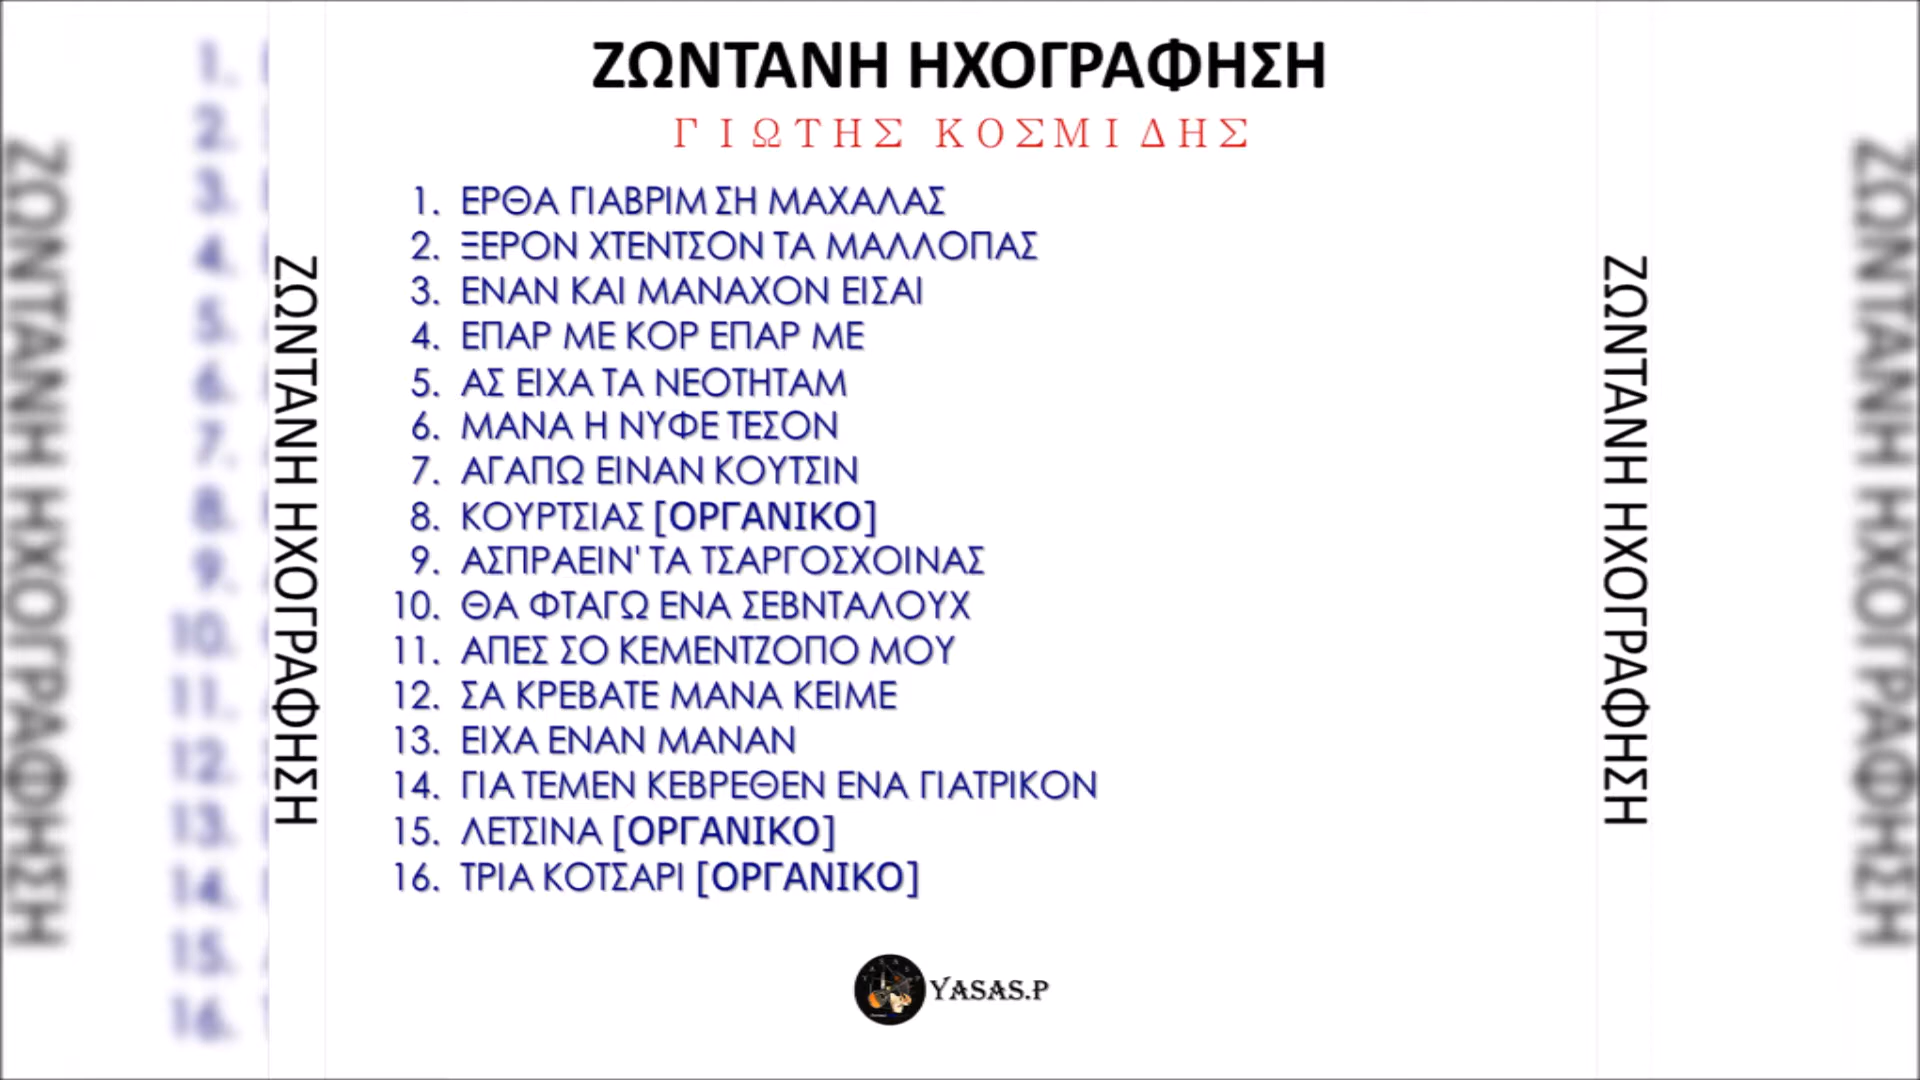 ΖΩΝΤΑΝΗ ΗΧΟΓΡΑΦΗΣΗ
ΓΙΩΤΗΣ ΚΟΣΜΙΔΗΣ
1. ΕΡΘΑ ΓΙΑΒΡΙΜ ΣΗ ΜΑΧΑΛΑΣ
2. ΞΕΡΟΝ ΧΤΕΝΤΣΟΝ ΤΑ ΜΑΛΛΟΠΑΣ
3. ΕΝΑΝ ΚΑΙ ΜΑΝΑΧΟΝ ΕΙΣΑΙ
4. ΕΠΑΡ ΜΕ ΚΟΡ ΕΠΑΡ ΜΕ
5. ΑΣ ΕΙΧΑ ΤΑ ΝΕΟΤΗΤΑΜ
6. ΜΑΝΑ Η ΝΥΦΕ ΤΕΣΟΝ
7. ΑΓΑΠΩ ΕΙΝΑΝ ΚΟΥΤΣΙΝ
8. ΚΟΥΡΤΣΙΑΣ [ΟΡΓΑΝΙΚΟ]
9. ΑΣΠΡΑΕΙΝ' ΤΑ ΤΣΑΡΓΟΣΧΟΙΝΑΣ
10. ΘΑ ΦΤΑΓΩ ΕΝΑ ΣΕΒΝΤΑΛΟΥΧ
11. ΑΠΕΣ ΣΟ ΚΕΜΕΝΤΖΟΠΟ ΜΟΥ
12. ΣΑ ΚΡΕΒΑΤΕ ΜΑΝΑ ΚΕΙΜΕ
13. ΕΙΧΑ ΕΝΑΝ ΜΑΝΑΝ
14. ΓΙΑ ΤΕΜΕΝ ΚΕΒΡΕΘΕΝ ΕΝΑ ΓΙΑΤΡΙΚΟΝ
15. ΛΕΤΣΙΝΑ [ΟΡΓΑΝΙΚΟ]
16. ΤΡΙΑ ΚΟΤΣΑΡΙ [ΟΡΓΑΝΙΚΟ]
YASAS.P
ΖΩΝΤΑΝΗ ΗΧΟΓΡΑΦΗΣΗ
ΖΩΝΤΑΝΗ ΗΧΟΓΡΑΦΗΣΗ
ΖΩΝΤΑΝΗ ΗΧΟΓΡΑΦΗΣΗ
ΖΩΝΤΑΝΗ ΗΧΟΓΡΑΦΗΣΗ